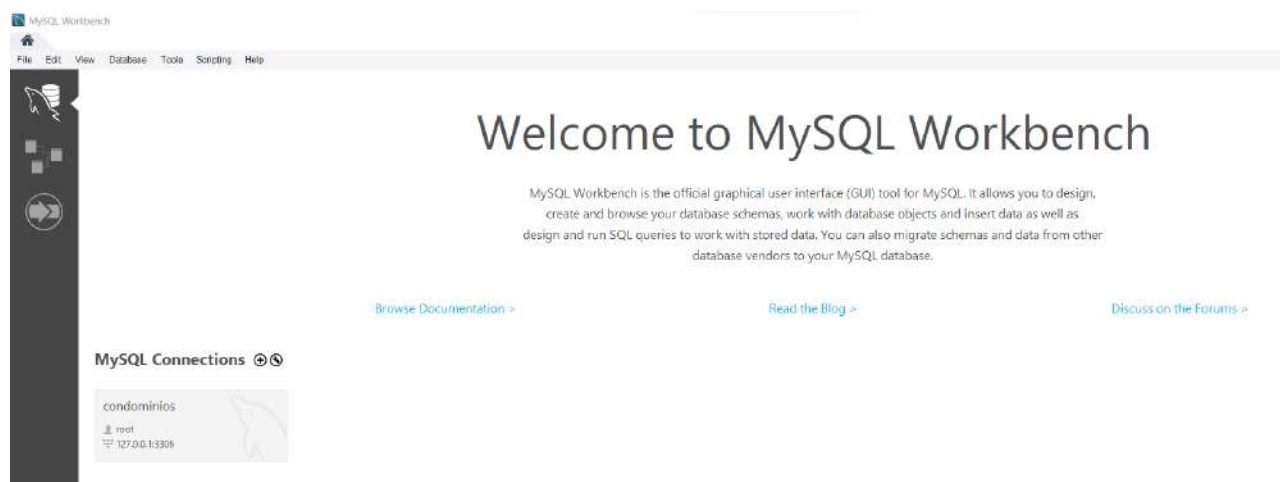 MySQL Workbench
File Edit View Database Tools Scripting Help
Welcome to MySQL Workbench
MySQL Workbench is the official graphical user interface (GUI) tool for MySQL. It allows you to design,
create and browse your database schemas, work with database objects and insert data as well as
design and run SQL queries to work with stored data. You can also migrate schemas and data from other
database vendors to your MySQL database.
Browse Documentation > Read the Blog > Discuss on the Forums >
MySQL Connections
condominios
root
127.0.0.1:3306